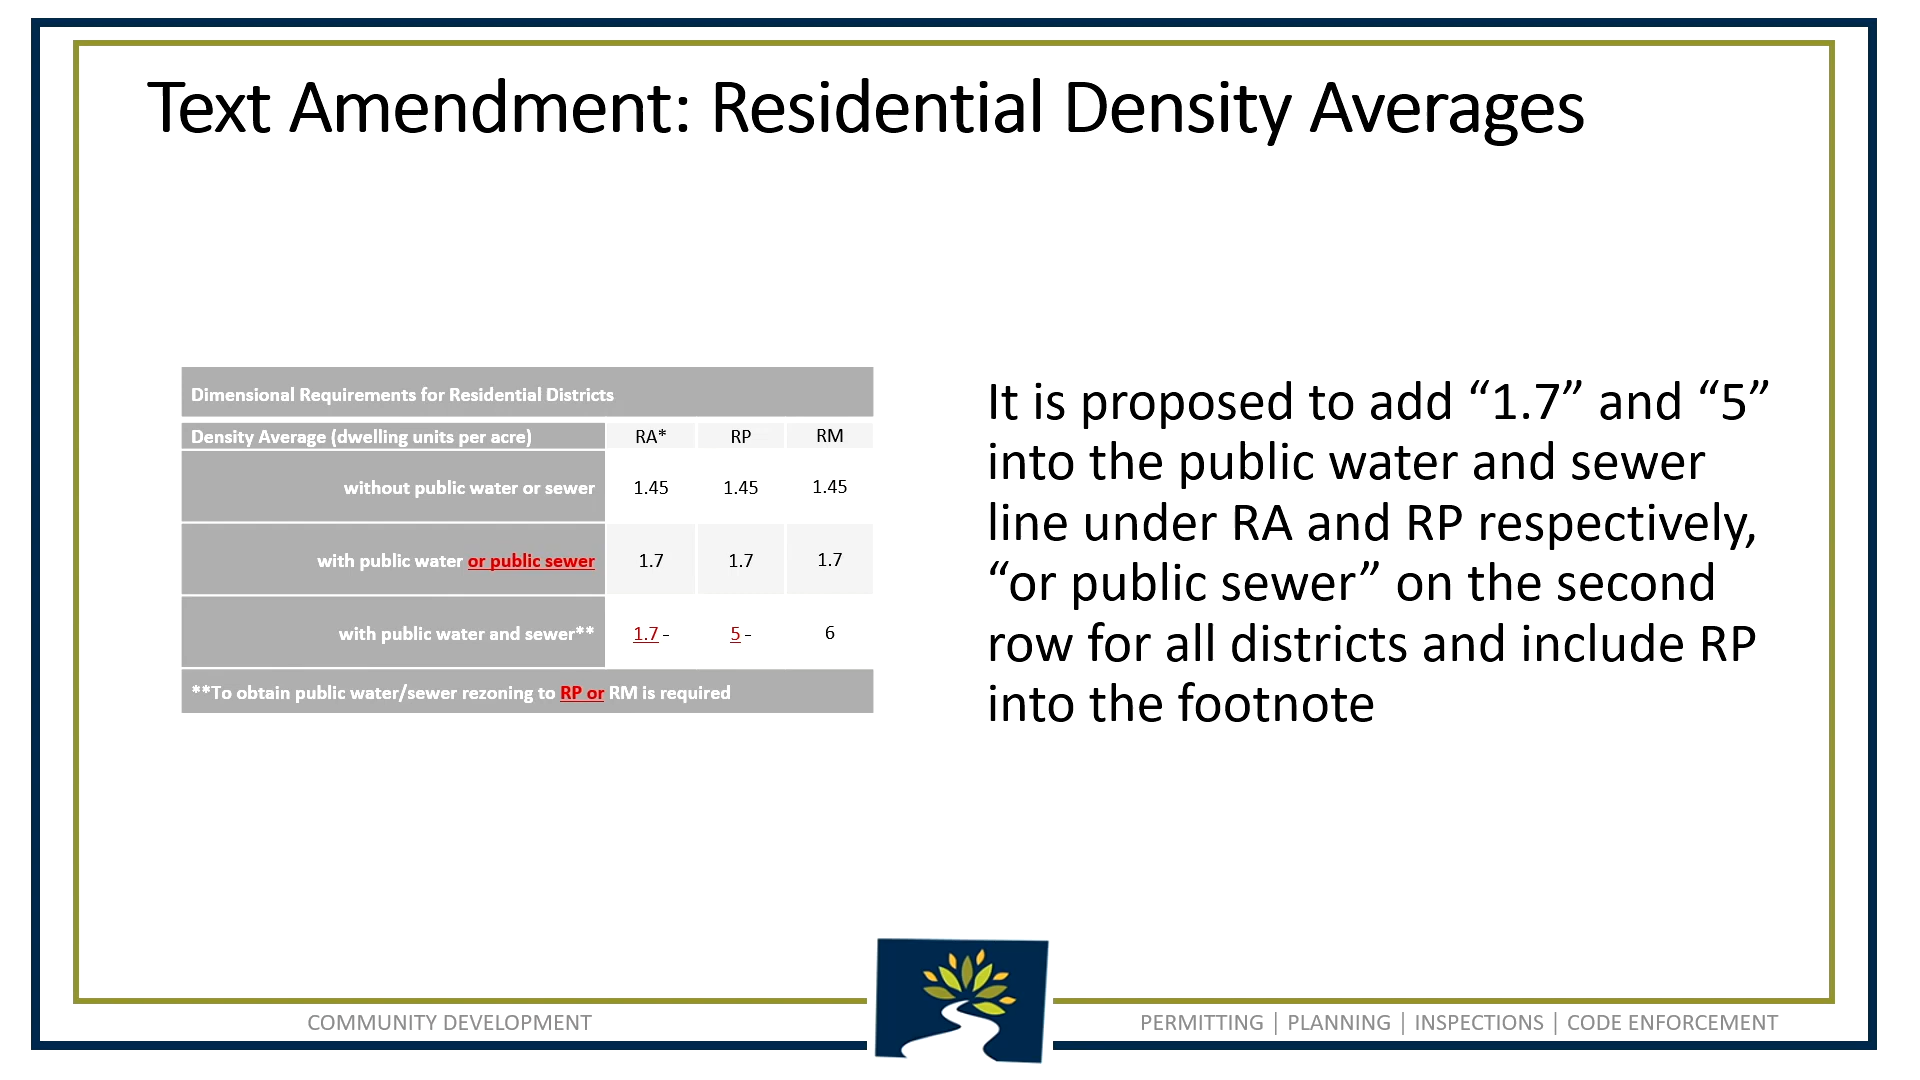 Text Amendment: Residential Density Averages
Dimensional Requirements for Residential Districts
Density Average (dwelling units per acre) RA* RP RM
without public water or sewer 1.45 1.45 1.45
with public water or public sewer 1.7 1.7 1.7
with public water and sewer** 1.7 - 5 - 6
**To obtain public water/sewer rezoning to RP or RM is required
It is proposed to add “1.7” and “5”
into the public water and sewer
line under RA and RP respectively,
“or public sewer” on the second
row for all districts and include RP
into the footnote
COMMUNITY DEVELOPMENT
PERMITTING | PLANNING | INSPECTIONS | CODE ENFORCEMENT